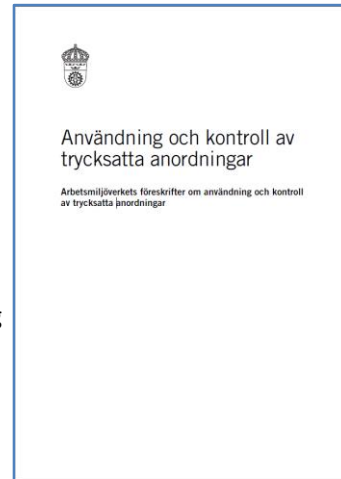 Användning och kontroll av
trycksatta anordningar
Arbetsmiljöverkets föreskrifter om användning och kontroll
av trycksatta anordningar